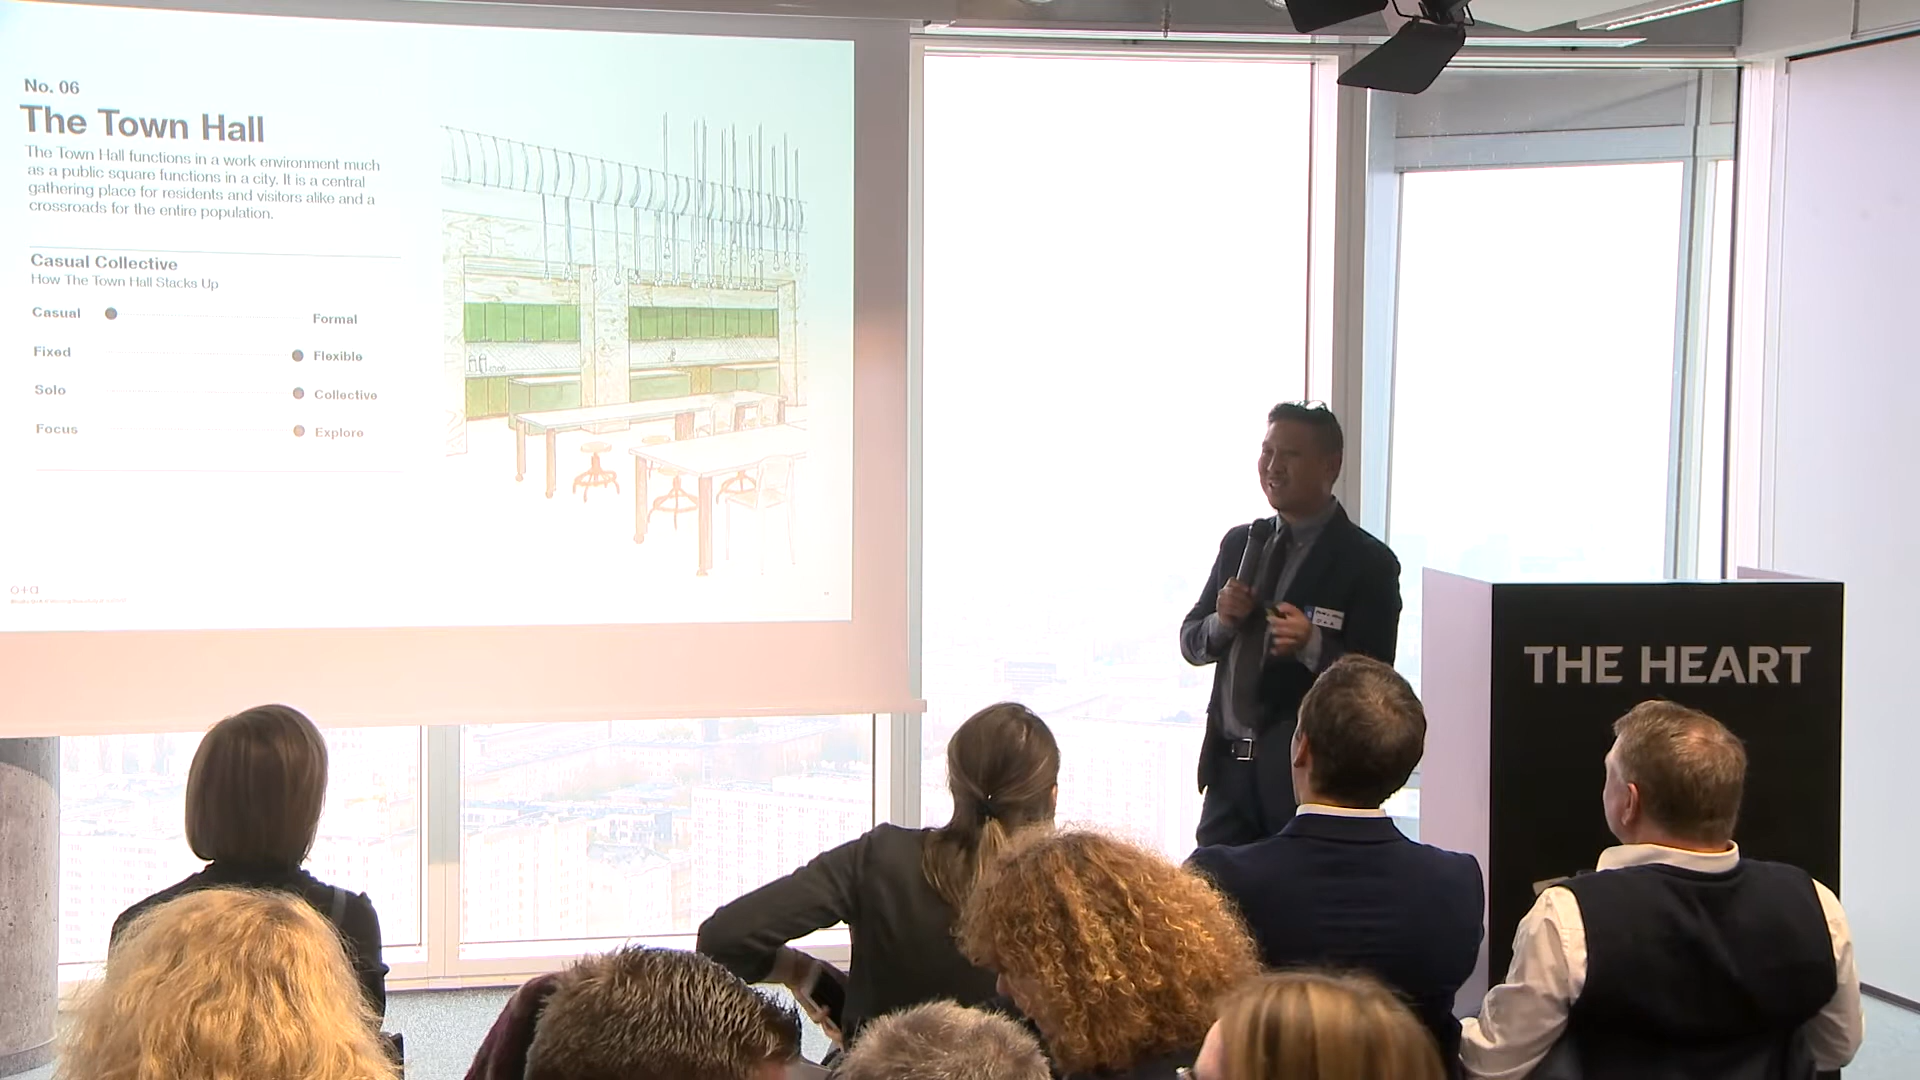 No. 06
The Town Hall
The Town Hall functions in a work environment much
as a public square functions in a city. It is a central
gathering place for residents and visitors alike and a
crossroads for the entire population.
Casual Collective
How The Town Hall Stacks Up
Casual Formal
Fixed Flexible
Solo Collective
Focus Explore
o+a
THE HEART